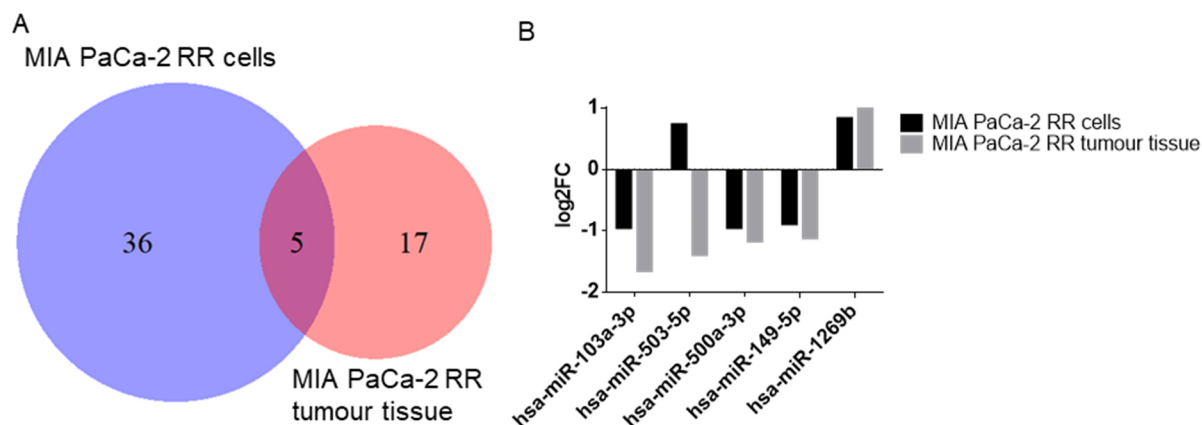 A
MIA PaCa-2 RR cells
36
5
17
MIA PaCa-2 RR
tumour tissue
B
MIA PaCa-2 RR cells
MIA PaCa-2 RR tumour tissue
log2FC
1
0
-1
-2
hsa-miR-103a-3p
hsa-miR-503-5p
hsa-miR-500a-3p
hsa-miR-149-5p
hsa-miR-1269b